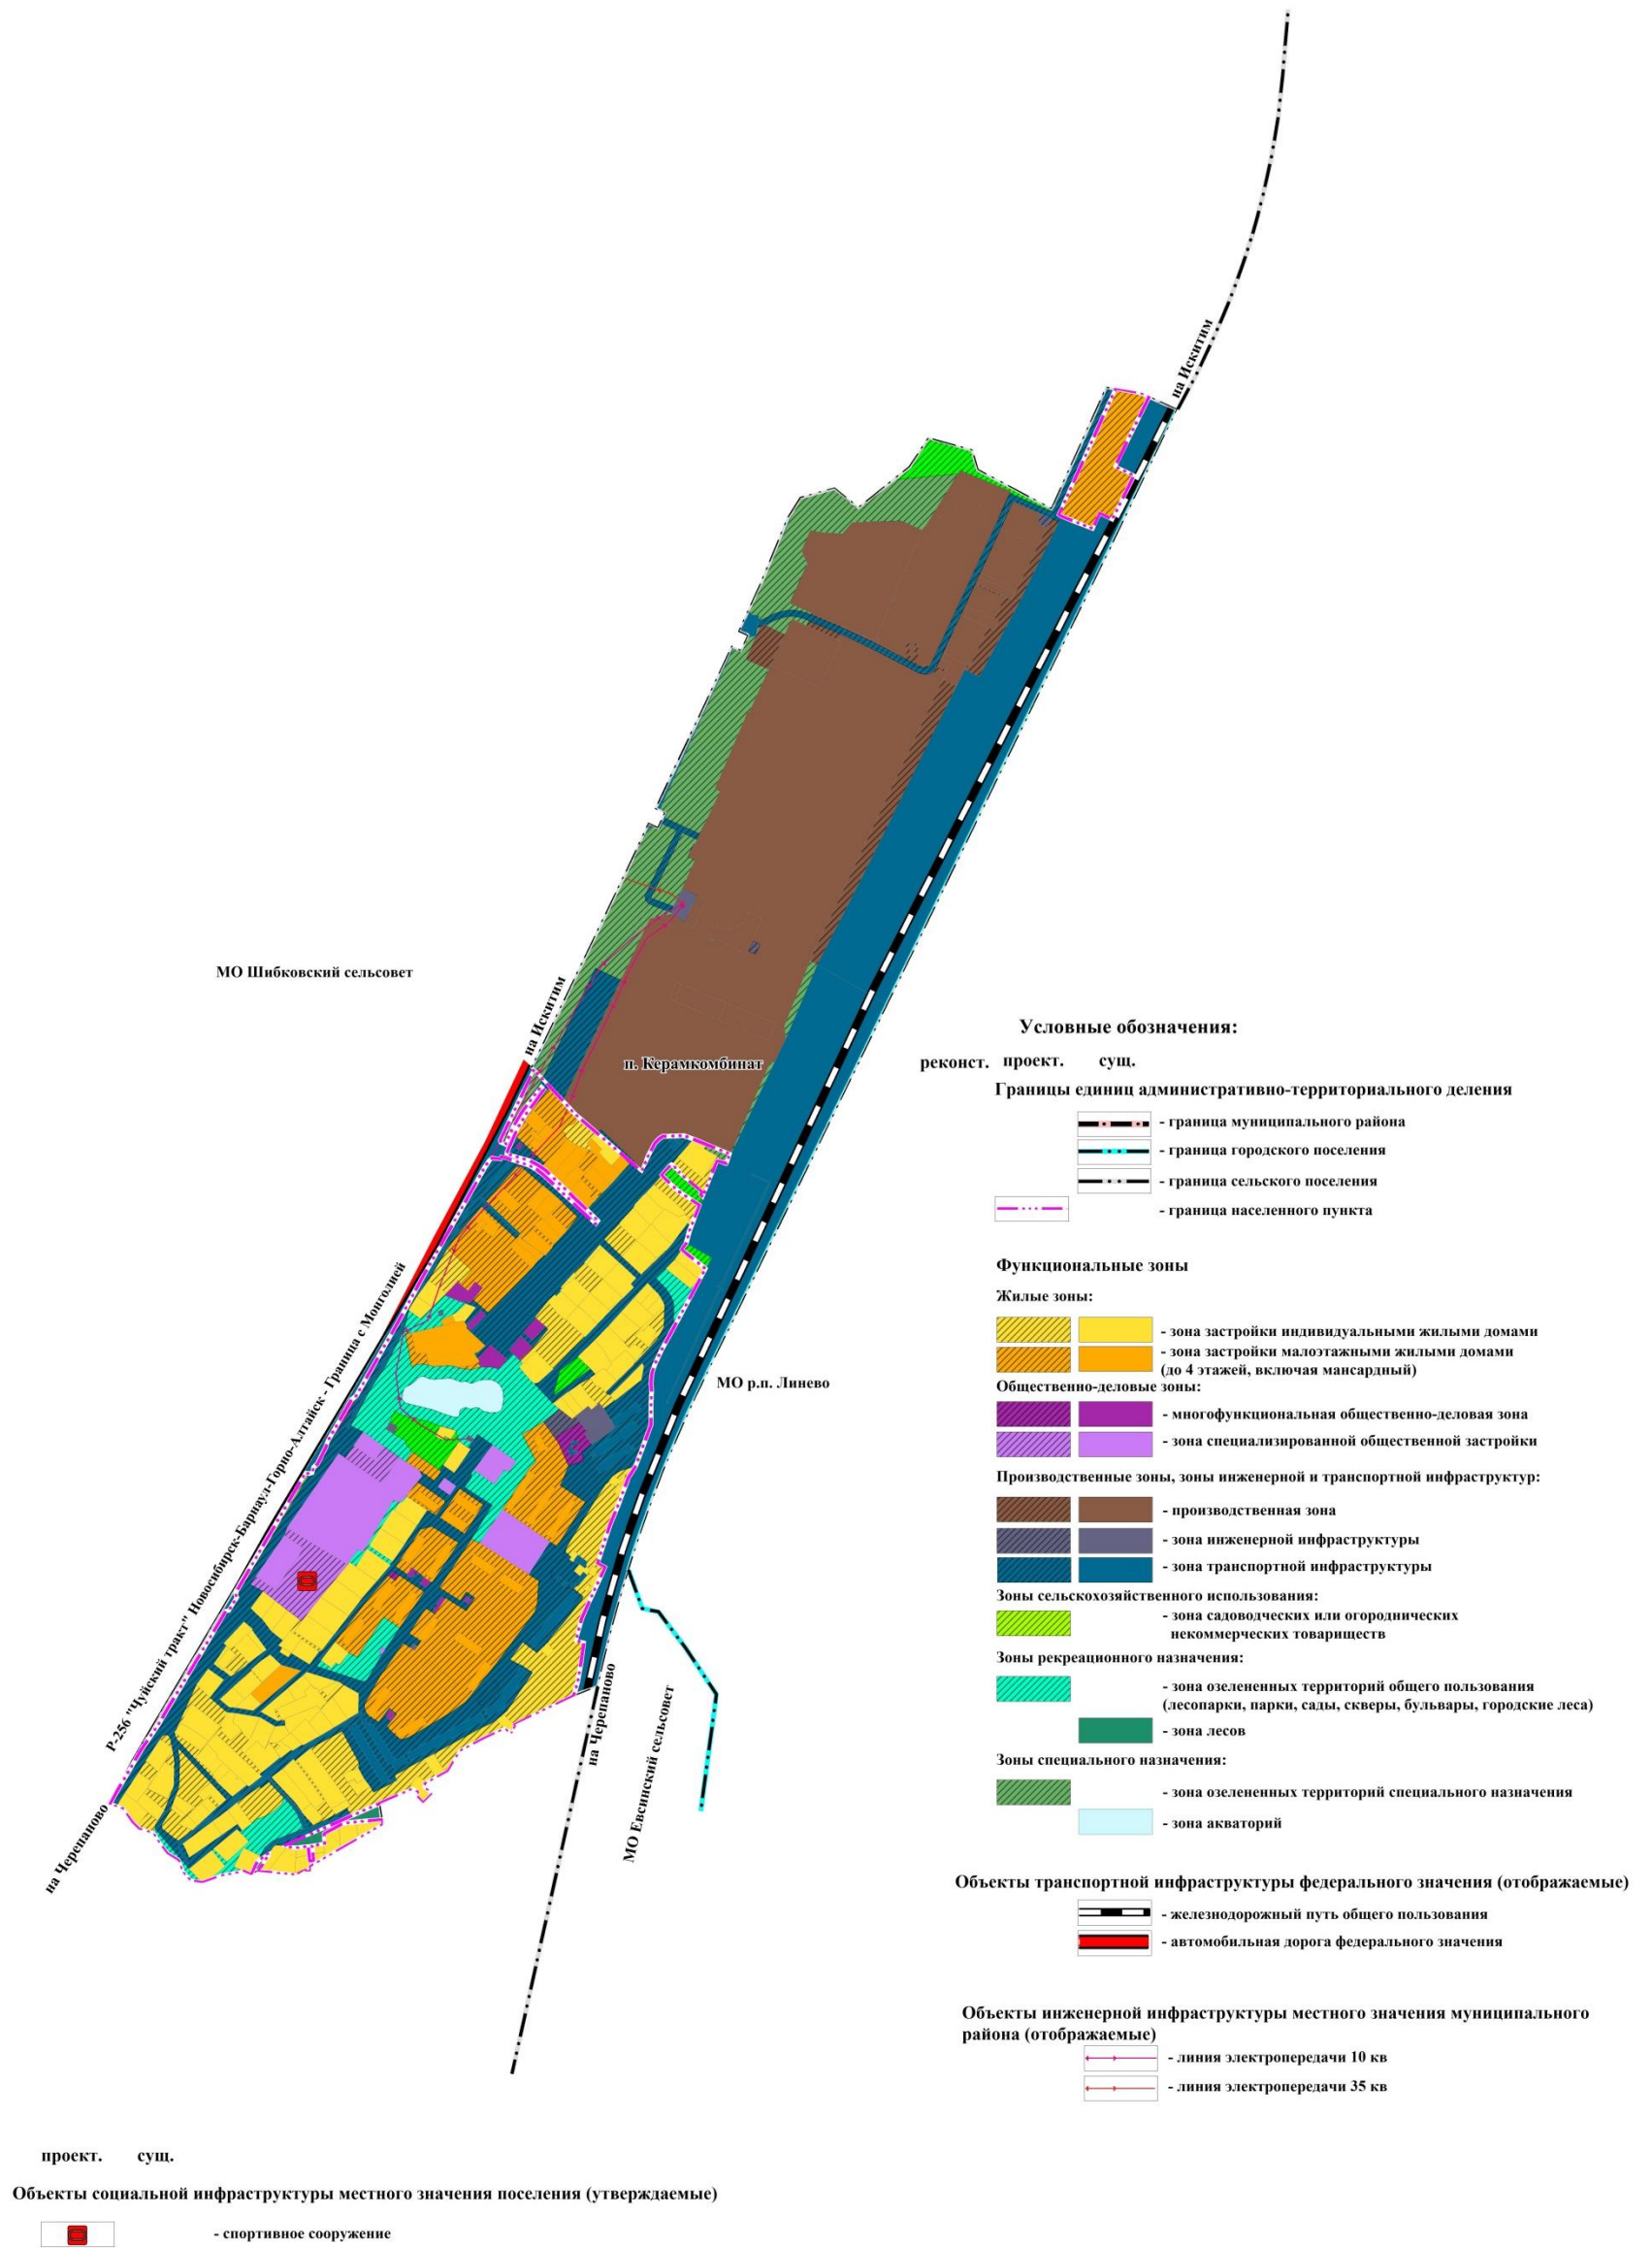 на Искитим
МО Шибковский сельсовет
на Искитим
п. Керамкомбинат
Р-256 "Чуйский тракт" Новосибирск-Барнаул-Горно-Алтайск - Граница с Монголией
МО р.п. Линево
на Черепаново
МО Евсинский сельсовет
на Черепаново
Условные обозначения:
реконст. проект. сущ.
Границы единиц административно-территориального деления
- граница муниципального района
- граница городского поселения
- граница сельского поселения
- граница населенного пункта
Функциональные зоны
Жилые зоны:
- зона застройки индивидуальными жилыми домами
- зона застройки малоэтажными жилыми домами
(до 4 этажей, включая мансардный)
Общественно-деловые зоны:
- многофункциональная общественно-деловая зона
- зона специализированной общественной застройки
Производственные зоны, зоны инженерной и транспортной инфраструктур:
- производственная зона
- зона инженерной инфраструктуры
- зона транспортной инфраструктуры
Зоны сельскохозяйственного использования:
- зона садоводческих или огороднических
некоммерческих товариществ
Зоны рекреационного назначения:
- зона озелененных территорий общего пользования
(лесопарки, парки, сады, скверы, бульвары, городские леса)
- зона лесов
Зоны специального назначения:
- зона озелененных территорий специального назначения
- зона акваторий
Объекты транспортной инфраструктуры федерального значения (отображаемые)
- железнодорожный путь общего пользования
- автомобильная дорога федерального значения
Объекты инженерной инфраструктуры местного значения муниципального
района (отображаемые)
- линия электропередачи 10 кв
- линия электропередачи 35 кв
проект. сущ.
Объекты социальной инфраструктуры местного значения поселения (утверждаемые)
- спортивное сооружение